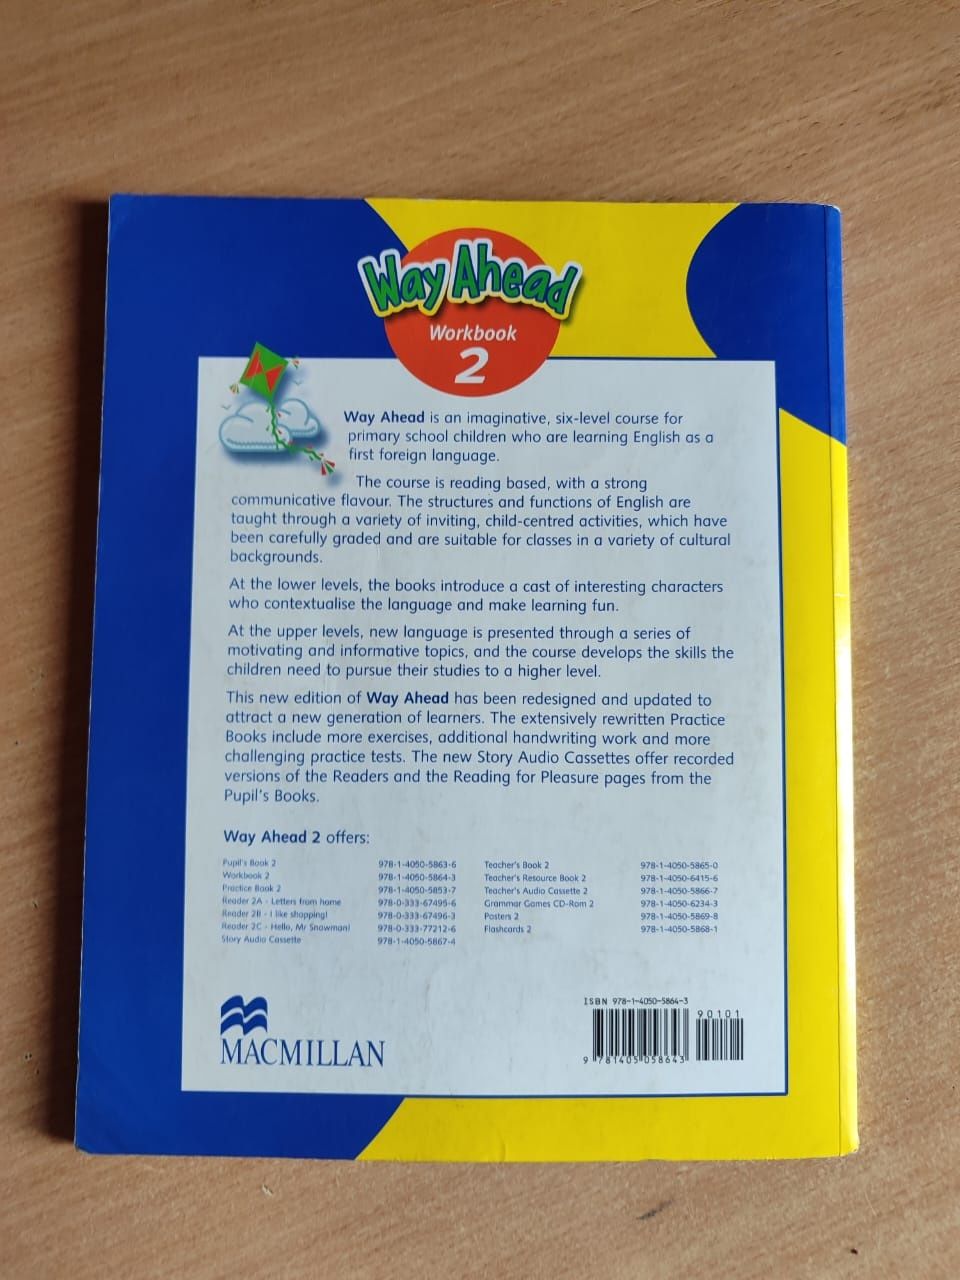 Way Ahead
Workbook
2
Way Ahead is an imaginative, six-level course for
primary school children who are learning English as a
first foreign language.
The course is reading based, with a strong
communicative flavour. The structures and functions of English are
taught through a variety of inviting, child-centred activities, which have
been carefully graded and are suitable for classes in a variety of cultural
backgrounds.
At the lower levels, the books introduce a cast of interesting characters
who contextualise the language and make learning fun.
At the upper levels, new language is presented through a series of
motivating and informative topics, and the course develops the skills the
children need to pursue their studies to a higher level.
This new edition of Way Ahead has been redesigned and updated to
attract a new generation of learners. The extensively rewritten Practice
Books include more exercises, additional handwriting work and more
challenging practice tests. The new Story Audio Cassettes offer recorded
versions of the Readers and the Reading for Pleasure pages from the
Pupil's Books.
Way Ahead 2 offers:
Pupil's Book 2 978-1-4050-5863-6
Workbook 2 978-1-4050-5864-3
Practice Book 2 978-1-4050-5853-7
Reader 2A - Letters from home 978-0-333-67495-6
Reader 2B - I like shopping! 978-0-333-67496-3
Reader 2C - Hello, Mr Snowman! 978-0-333-77212-6
Story Audio Cassette 978-1-4050-5867-4
Teacher's Book 2 978-1-4050-5865-0
Teacher's Resource Book 2 978-1-4050-6415-6
Teacher's Audio Cassette 2 978-1-4050-5866-7
Grammar Games CD-Rom 2 978-1-4050-6234-3
Posters 2 978-1-4050-5869-8
Flashcards 2 978-1-4050-5868-1
MACMILLAN
ISBN 978-1-4050-5864-3
90101
9 781405 058643